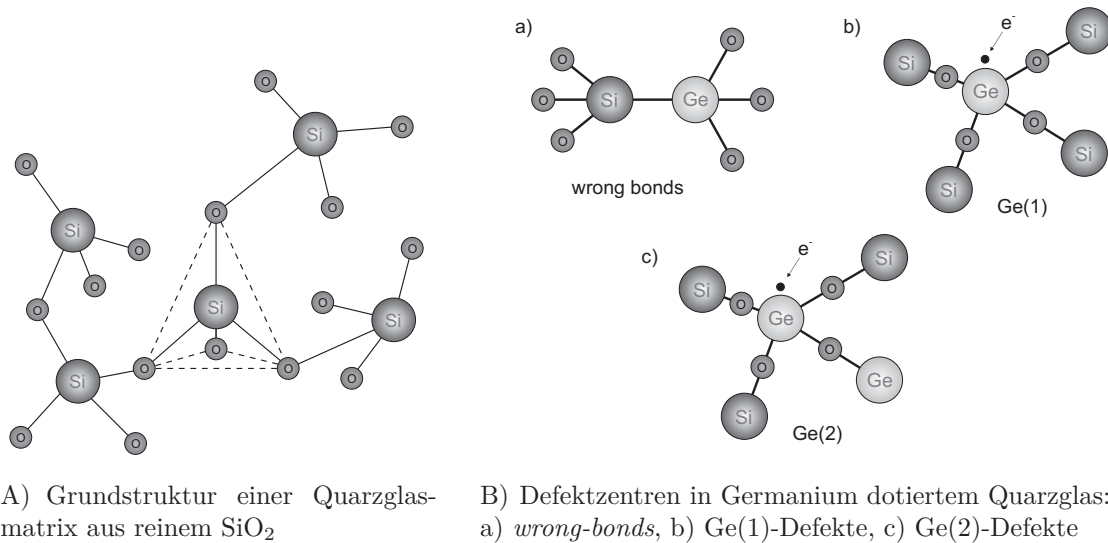 O
Si
O
O
O
Si
O
O
O
O
Si
O
O
Si
O
O
O
Si
O
O
O
Si
O
O
a)
O
O
O
Si
Ge
O
O
O
wrong bonds
b)
e-
Si
O
Ge
O
Si
O
O
Si
Si
Ge(1)
c)
e-
Si
O
Ge
O
Si
O
O
Si
Ge
Ge(2)
A) Grundstruktur einer Quarzglas-
matrix aus reinem SiO2
B) Defektzentren in Germanium dotiertem Quarzglas:
a) wrong-bonds, b) Ge(1)-Defekte, c) Ge(2)-Defekte